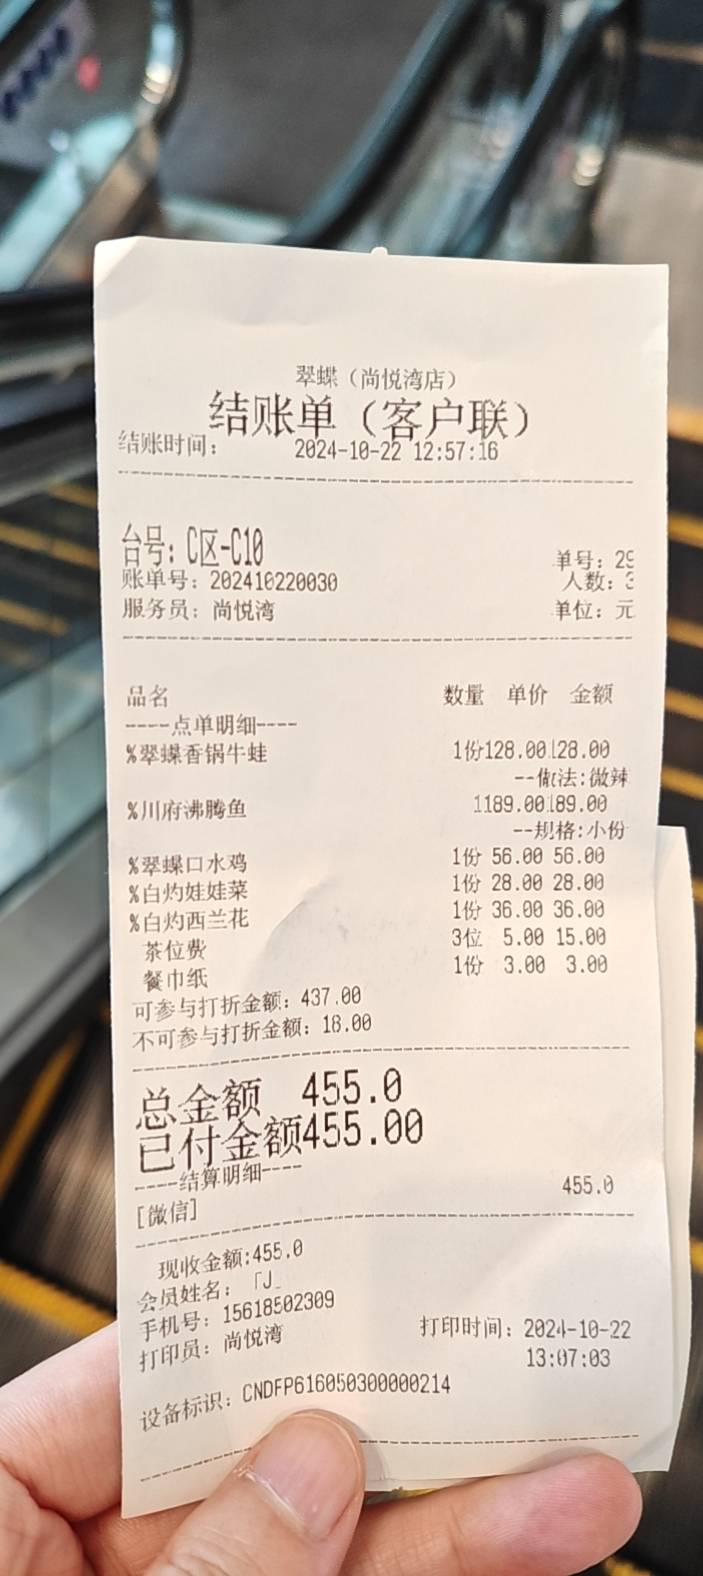 翠蝶（尚悦湾店）
结账单（客户联）
结账时间： 2024-10-22 12:57:16
台号：C区-C10
单号：29
账单号：202410220030 人数：3
服务员：尚悦湾 单位：元
品名 数量 单价 金额
----点单明细----
%翠蝶香锅牛蛙 1份128.00128.00
--做法:微辣
%川府沸腾鱼 1189.00189.00
--规格:小份
%翠蝶口水鸡 1份 56.00 56.00
%白灼娃娃菜 1份 28.00 28.00
%白灼西兰花 1份 36.00 36.00
茶位费 3位 5.00 15.00
餐巾纸 1份 3.00 3.00
可参与打折金额：437.00
不可参与打折金额：18.00
总金额 455.0
已付金额455.00
----结算明细----
[微信] 455.0
现收金额:455.0
会员姓名：「J
手机号：15618502309
打印员：尚悦湾 打印时间：2024-10-22
13:07:03
设备标识：CNDFP616050300000214